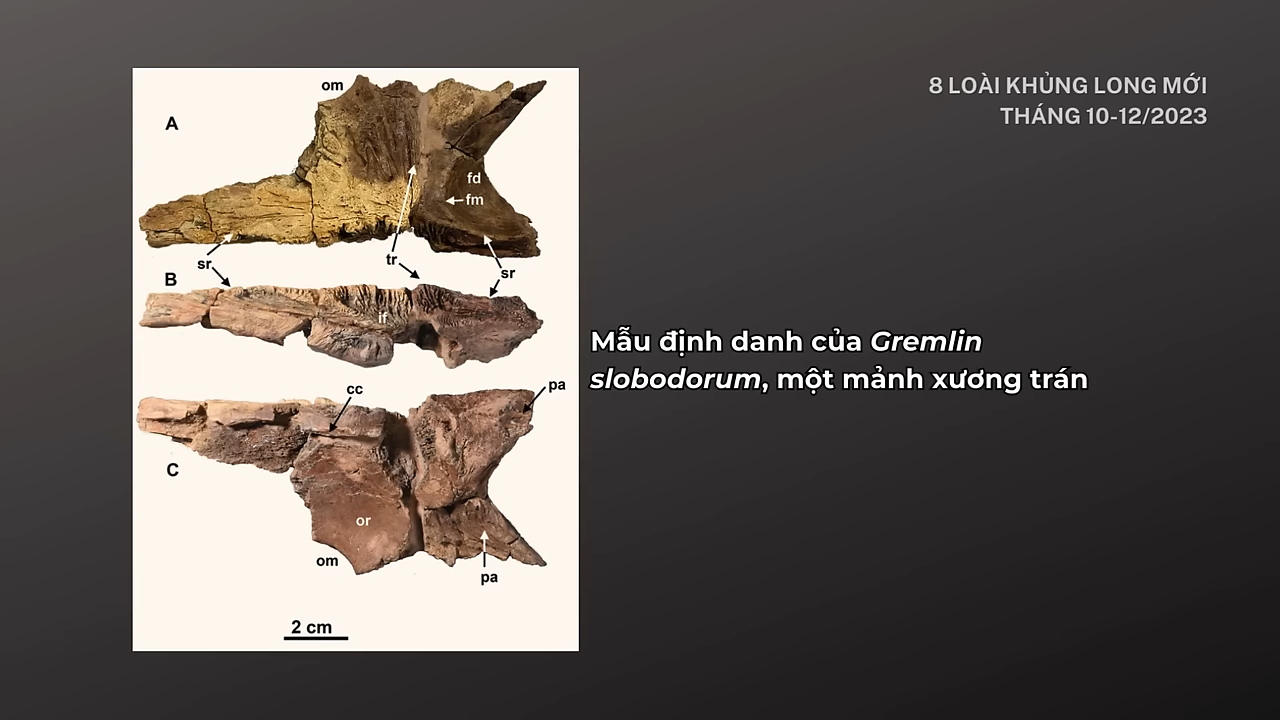 8 LOÀI KHỦNG LONG MỚI
THÁNG 10-12/2023
om
A
fd
fm
sr
tr
sr
B
if
cc
pa
C
or
om
pa
2 cm
Mẫu định danh của Gremlin
slobodorum, một mảnh xương trán